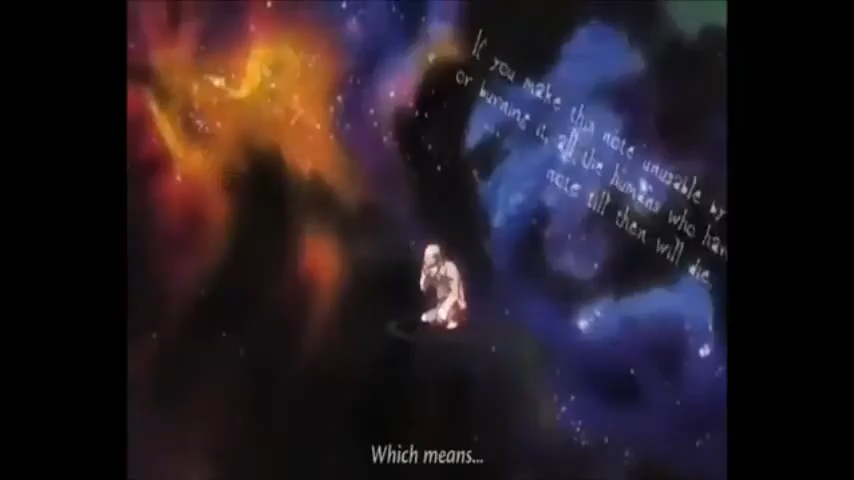 If you make this note unusable by
or burning it, all the humans who hav
note till then will die.
Which means...